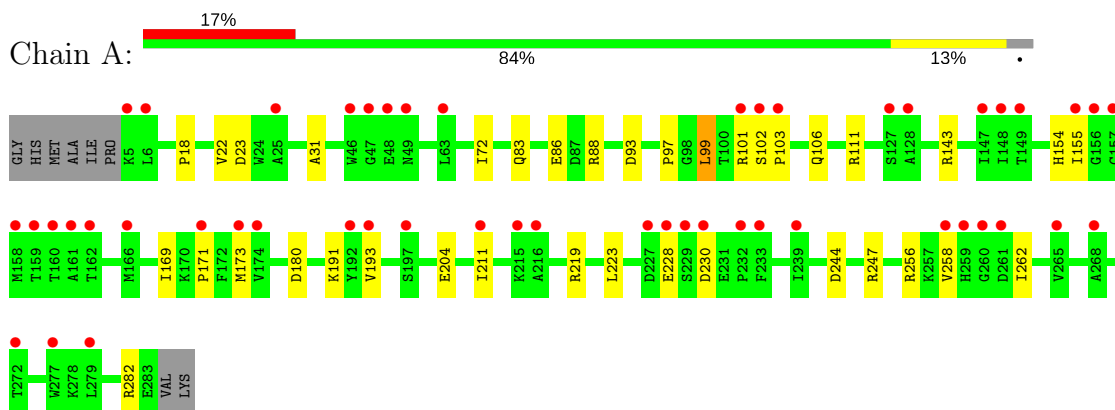 17%
Chain A:
84% 13% •
GLY HIS MET ALA ILE PRO K5 L6 P18 V22 D23 W24 A25 A31 W46 G47 E48 N49 L63 I72 Q83 E86 D87 R88 D93 P97 G98 L99 T100 R101 S102 P103 Q106 R111 S127 A128 R143 I147 I148 T149 H154 I155 G156 G157
M158 T159 T160 A161 T162 M166 I169 K170 P171 F172 M173 V174 D180 K191 Y192 V193 S197 E204 I211 K215 A216 R219 L223 D227 E228 S229 D230 E231 P232 F233 I239 D244 R247 R256 K257 V258 H259 G260 D261 I262 V265 A268
T272 W277 K278 L279 R282 E283 VAL LYS